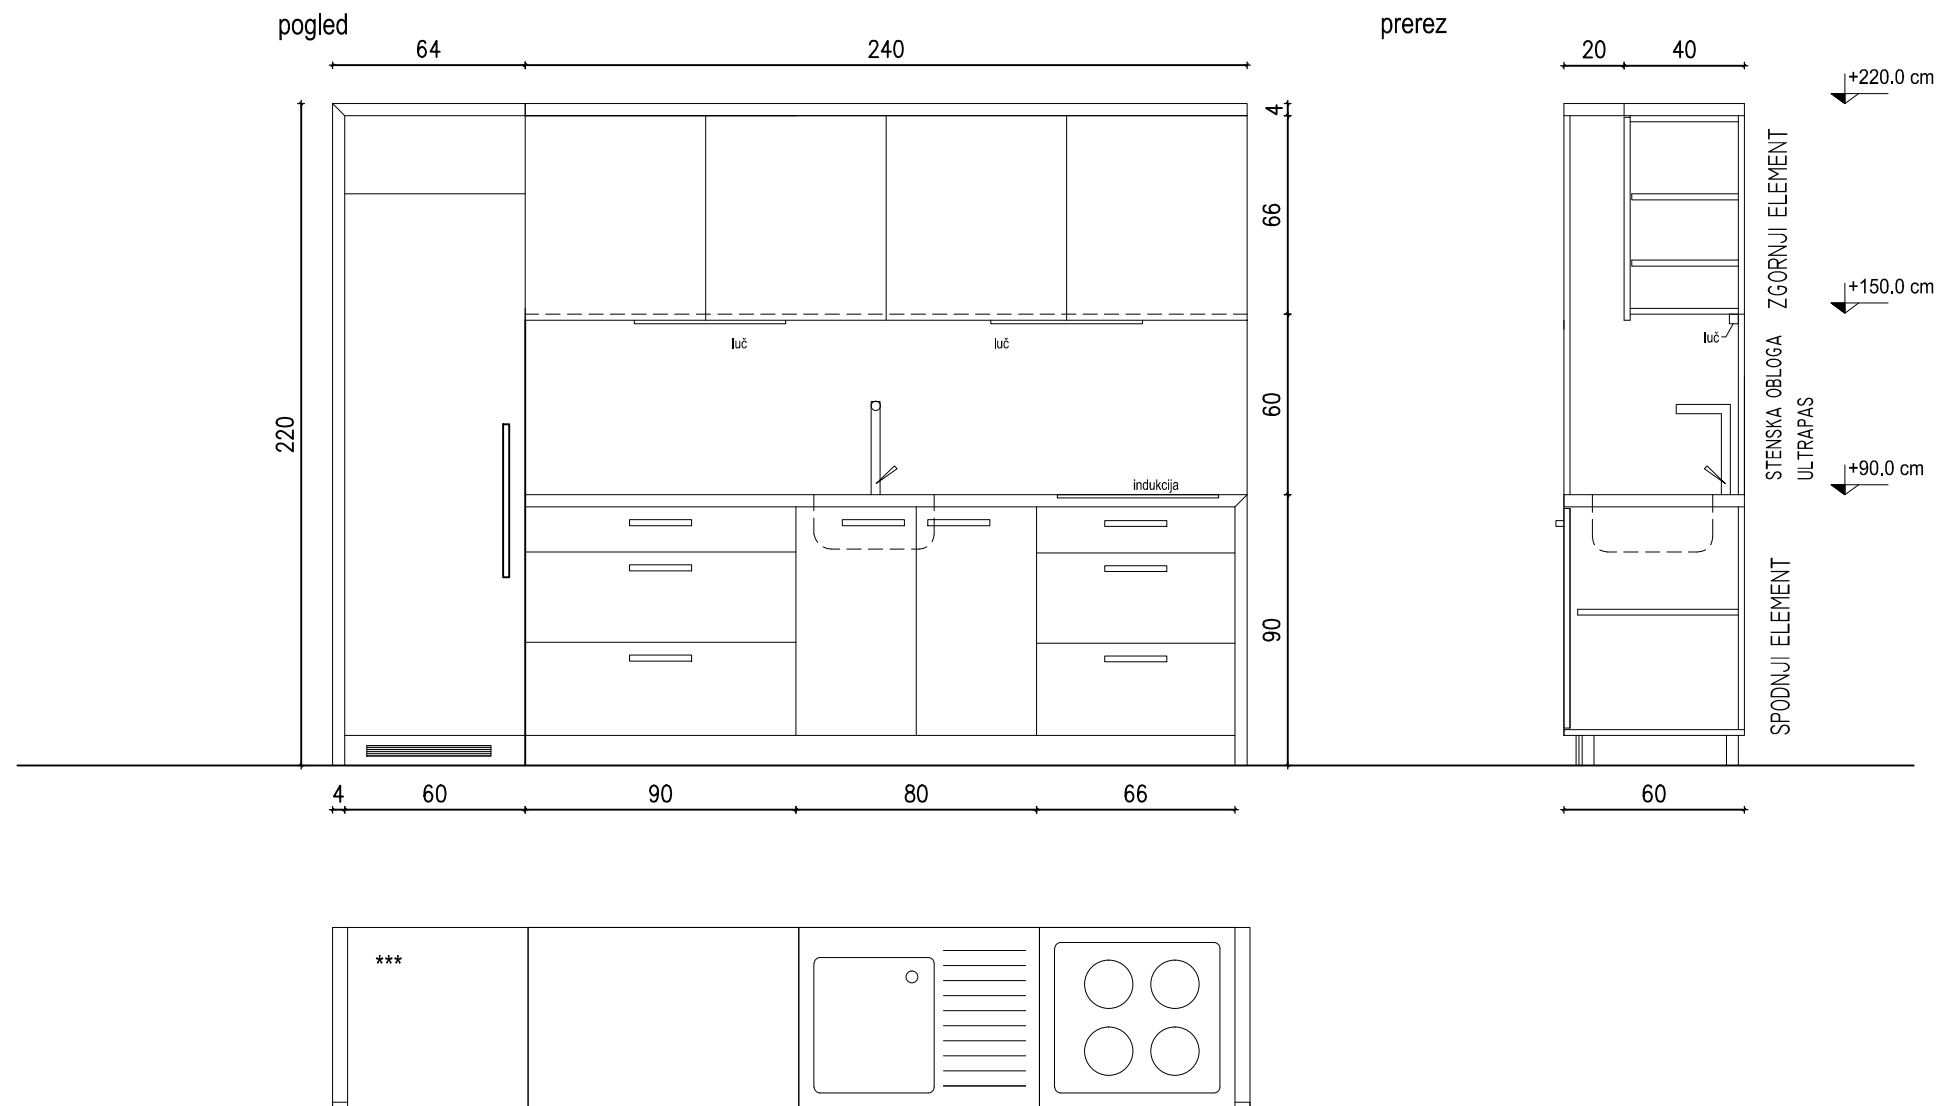 pogled
prerez
64
240
20
40
+220.0 cm
4
66
ZGORNJI ELEMENT
+150.0 cm
luč
luč
luč
220
60
STENSKA OBLOGA
ULTRAPAS
+90.0 cm
indukcija
90
SPODNJI ELEMENT
4
60
90
80
66
60
***